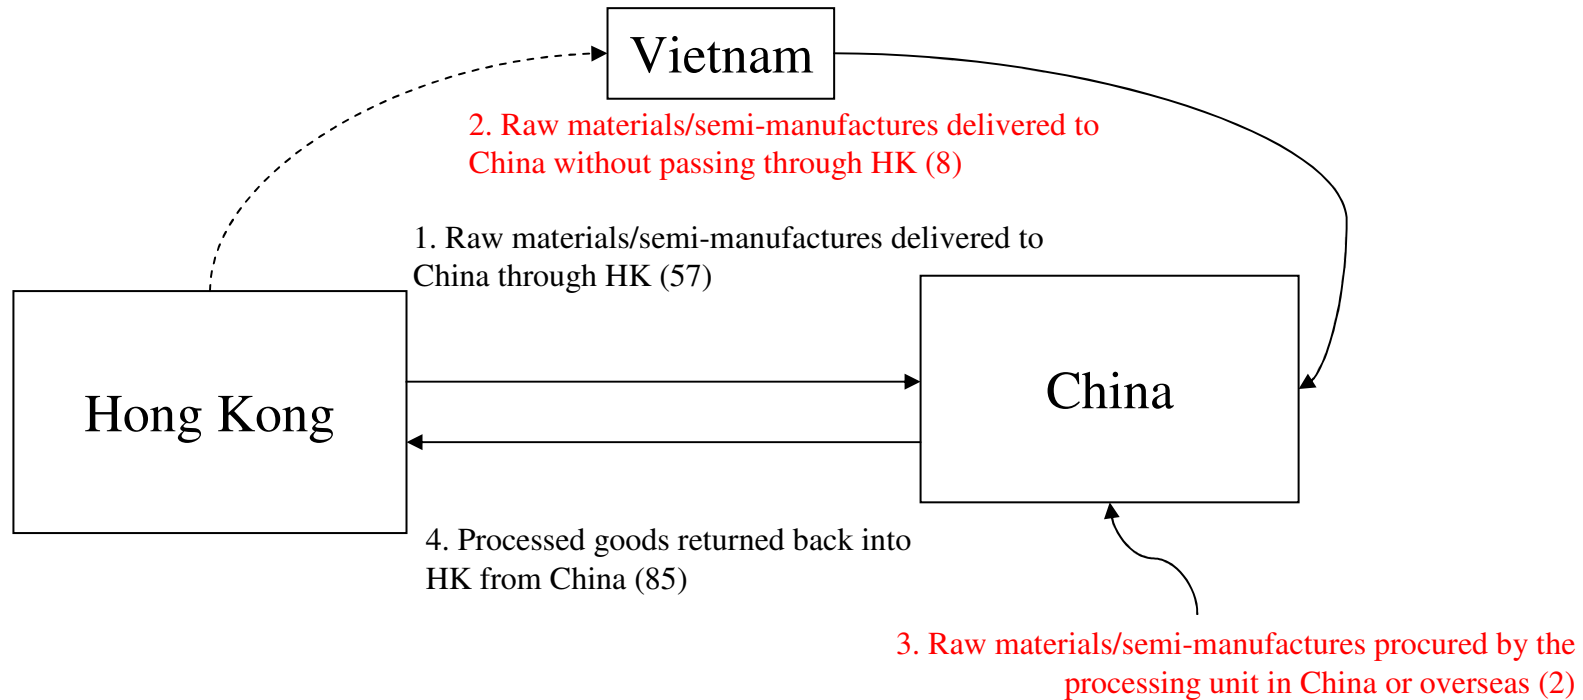 Vietnam
2. Raw materials/semi-manufactures delivered to
China without passing through HK (8)
1. Raw materials/semi-manufactures delivered to
China through HK (57)
Hong Kong
China
4. Processed goods returned back into
HK from China (85)
3. Raw materials/semi-manufactures procured by the
processing unit in China or overseas (2)